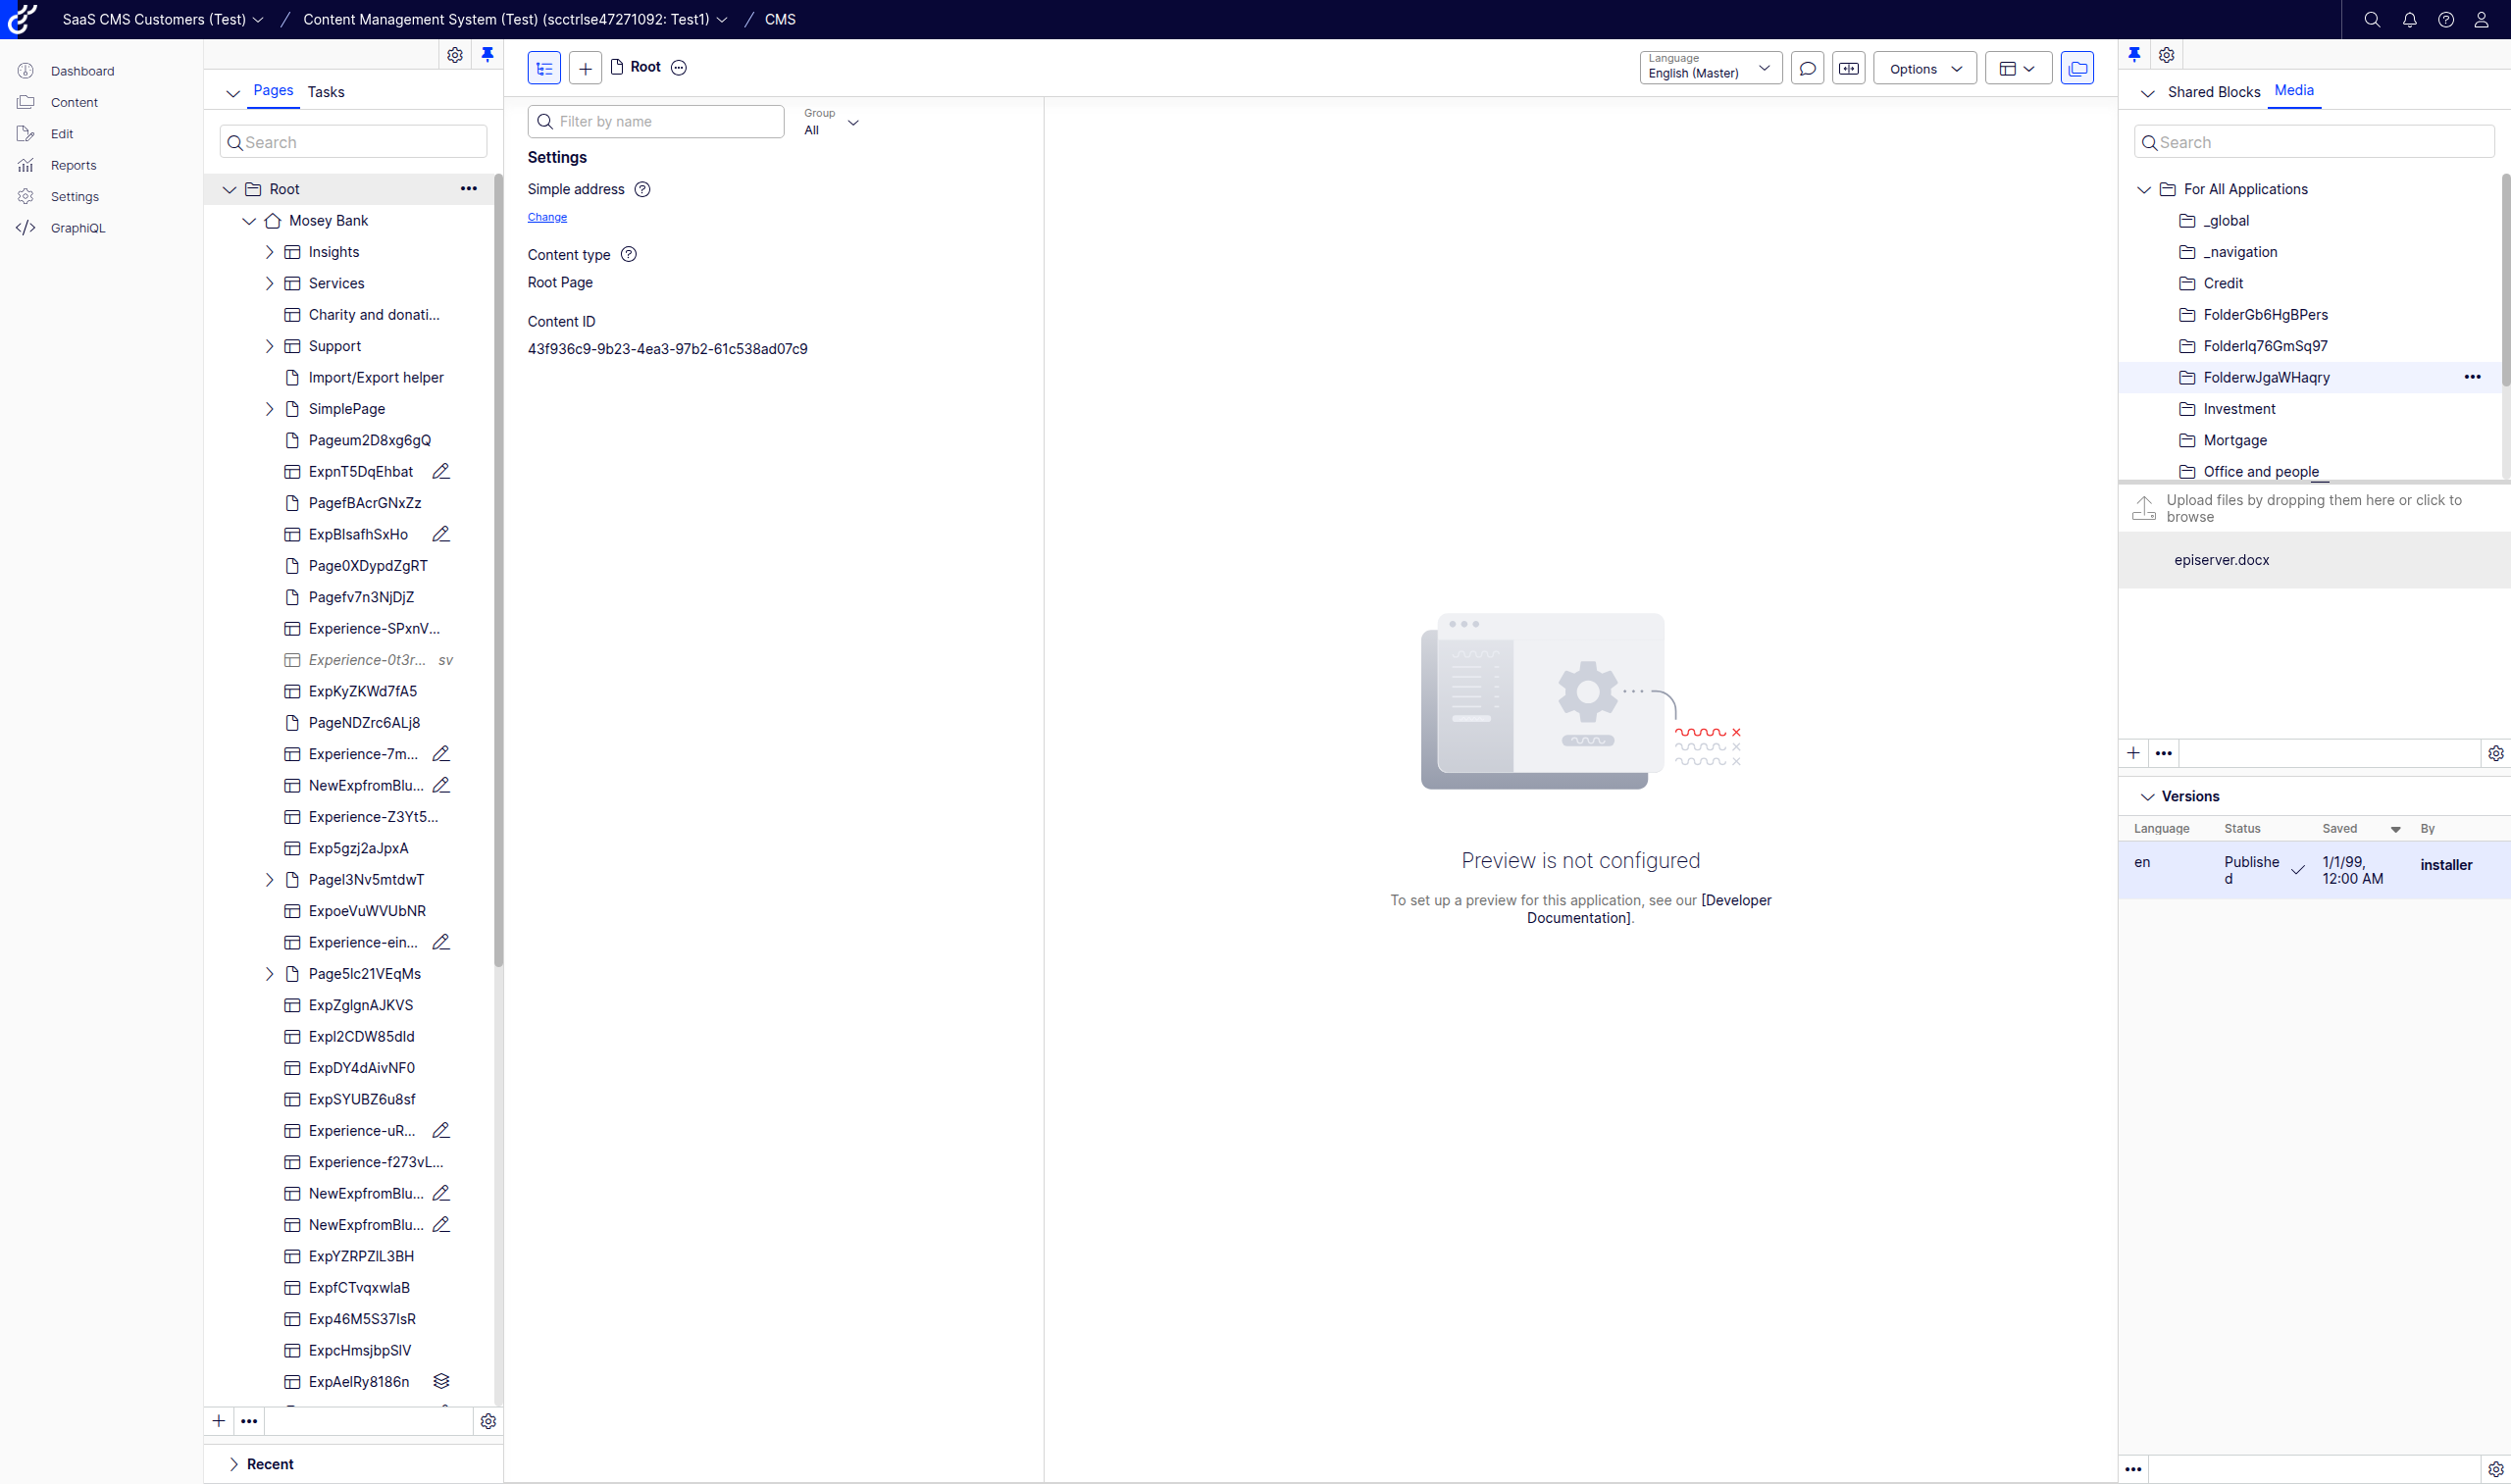 SaaS CMS Customers (Test) / Content Management System (Test) (scctrlse47271092: Test1) / CMS
Dashboard
Content
Edit
Reports
Settings
GraphiQL
Pages Tasks
Search
Root
Mosey Bank
Insights
Services
Charity and donati...
Support
Import/Export helper
SimplePage
Pageum2D8xg6gQ
ExpnT5DqEhbat
PagefBAcrGNxZz
ExpBlsafhSxHo
Page0XDypdZgRT
Pagefv7n3NjDjZ
Experience-SPxnV...
Experience-0t3r... sv
ExpKyZKWd7fA5
PageNDZrc6ALj8
Experience-7m...
NewExpfromBlu...
Experience-Z3Yt5...
Exp5gzj2aJpxA
Pagel3Nv5mtdwT
ExpoeVuWVUbNR
Experience-ein...
Page5lc21VEqMs
ExpZglgnAJKVS
Expl2CDW85dld
ExpDY4dAivNF0
ExpSYUBZ6u8sf
Experience-uR...
Experience-f273vL...
NewExpfromBlu...
NewExpfromBlu...
ExpYZRPZIL3BH
ExpfCTvqxwlaB
Exp46M5S37lsR
ExpcHmsjbpSlV
ExpAelRy8186n
Recent
Root
Language
English (Master)
Options
Filter by name
Group
All
Settings
Simple address
Change
Content type
Root Page
Content ID
43f936c9-9b23-4ea3-97b2-61c538ad07c9
Preview is not configured
To set up a preview for this application, see our [Developer
Documentation].
Shared Blocks Media
Search
For All Applications
_global
_navigation
Credit
FolderGb6HgBPers
Folderlq76GmSq97
FolderwJgaWHaqry
Investment
Mortgage
Office and people
Upload files by dropping them here or click to
browse
episerver.docx
Versions
Language Status Saved By
en Publishe 1/1/99, installer
d 12:00 AM